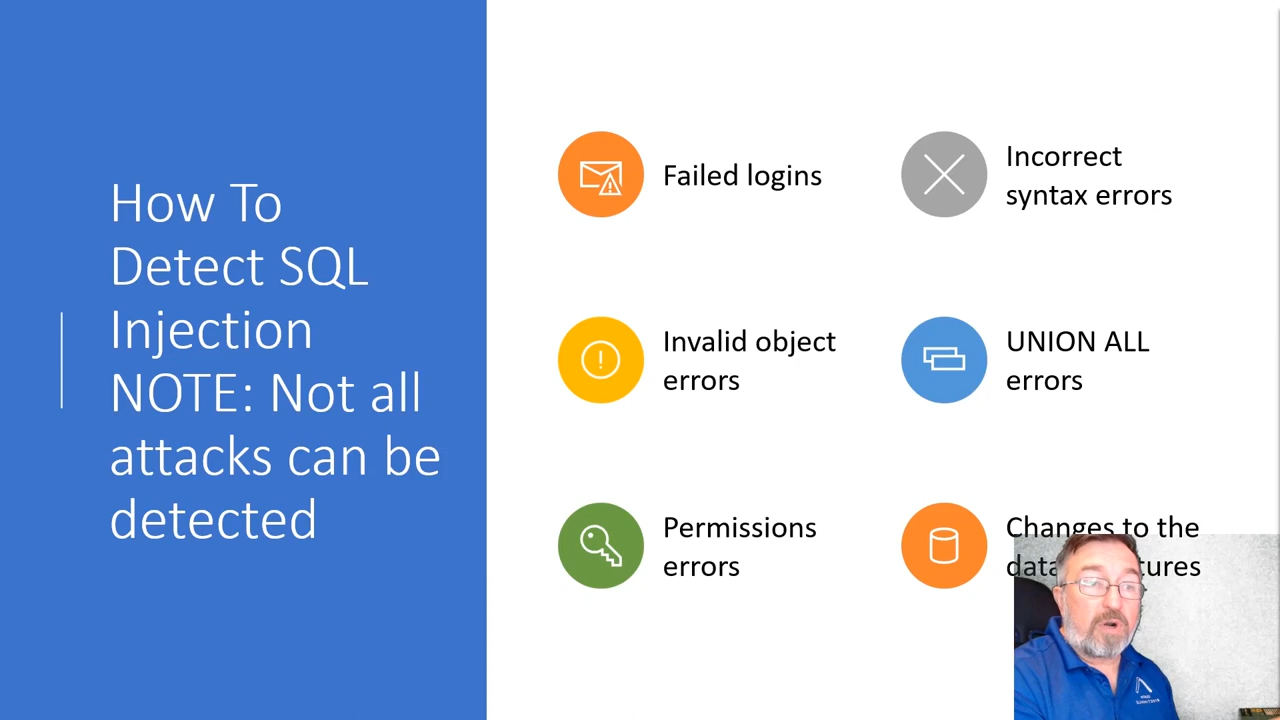 How To
Detect SQL
Injection
NOTE: Not all
attacks can be
detected
Failed logins
Incorrect
syntax errors
Invalid object
errors
UNION ALL
errors
Permissions
errors
Changes to the